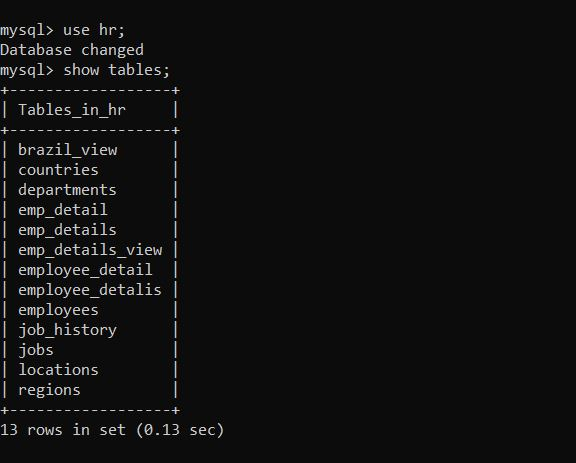 mysql> use hr;
Database changed
mysql> show tables;
+------------------+
| Tables_in_hr     |
+------------------+
| brazil_view      |
| countries        |
| departments      |
| emp_detail       |
| emp_details      |
| emp_details_view |
| employee_detail  |
| employee_detalis |
| employees        |
| job_history      |
| jobs             |
| locations        |
| regions          |
+------------------+
13 rows in set (0.13 sec)